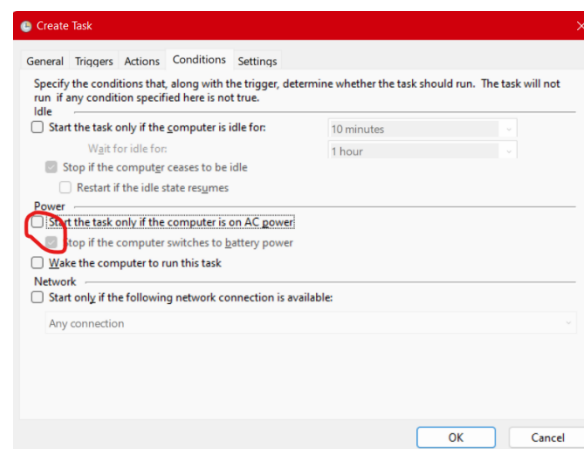 Create Task
General Triggers Actions Conditions Settings
Specify the conditions that, along with the trigger, determine whether the task should run. The task will not
run if any condition specified here is not true.
Idle
Start the task only if the computer is idle for: 10 minutes
Wait for idle for: 1 hour
Stop if the computer ceases to be idle
Restart if the idle state resumes
Power
Start the task only if the computer is on AC power
Stop if the computer switches to battery power
Wake the computer to run this task
Network
Start only if the following network connection is available:
Any connection
OK Cancel